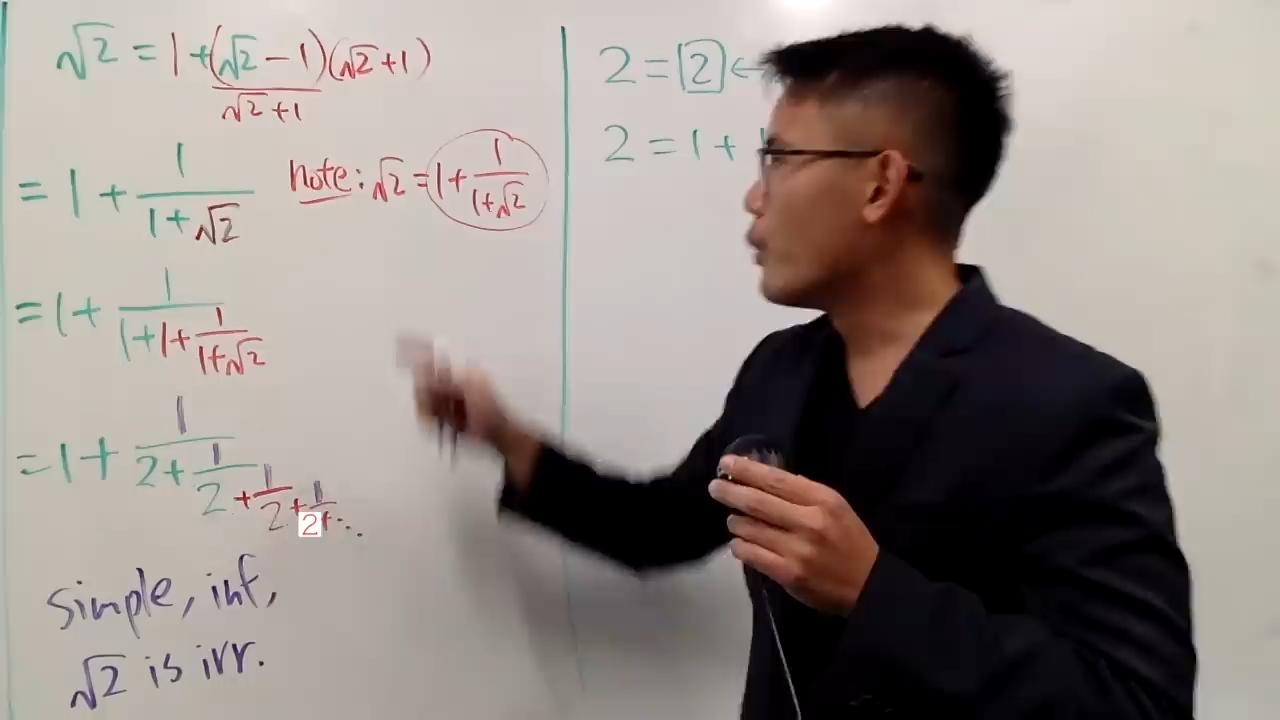 √2 = 1 + (√2 − 1)(√2 + 1) / √2 + 1
= 1 + 1/(1 + √2)
note: √2 = 1 + 1/(1 + √2)
= 1 + 1/(1 + 1 + 1/(1 + √2))
= 1 + 1/(2 + 1/(2 + 1/(2 + 1/(2 + ⋱
simple, inf,
√2 is irr.
2 = 2 ←
2 = 1 +